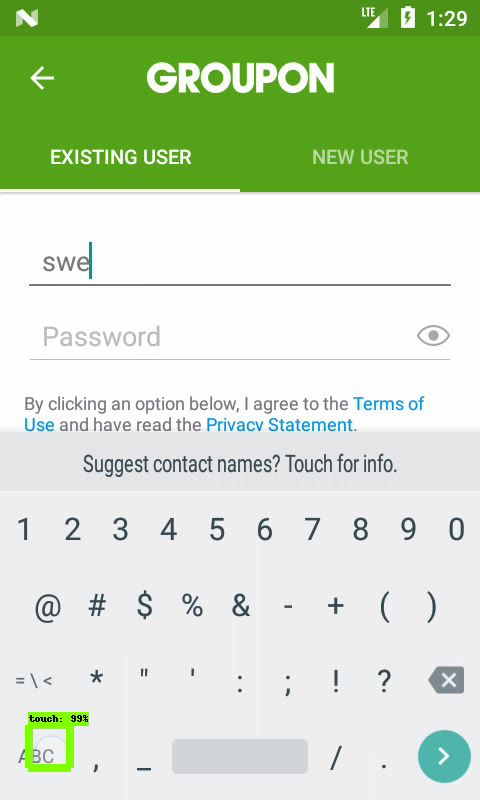 LTE 1:29
GROUPON
EXISTING USER NEW USER
swe
Password
By clicking an option below, I agree to the Terms of
Use and have read the Privacy Statement.
Suggest contact names? Touch for info.
1 2 3 4 5 6 7 8 9 0
@ # $ % & - + ( )
= \ < * " ' : ; ! ?
touch: 99%
ABC , _ / .